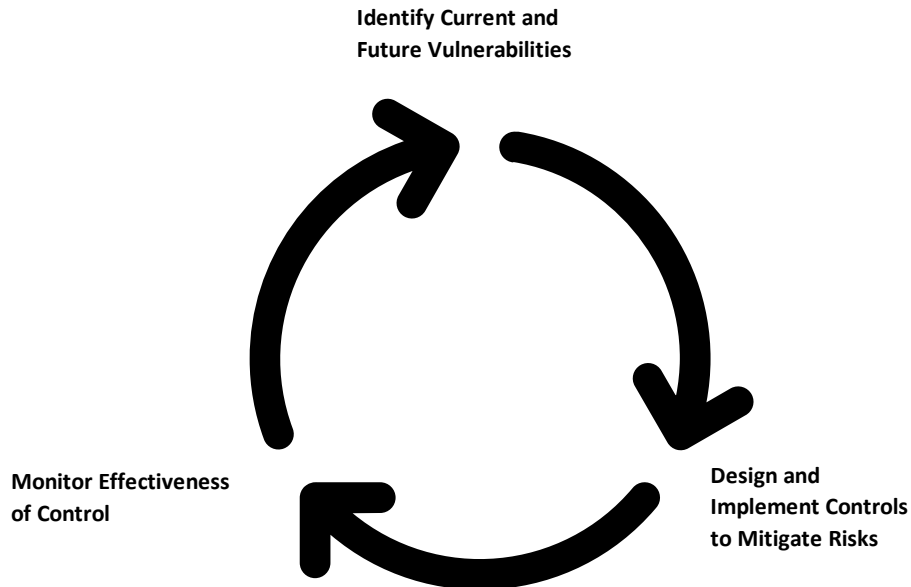 Identify Current and
Future Vulnerabilities
Monitor Effectiveness
of Control
Design and
Implement Controls
to Mitigate Risks